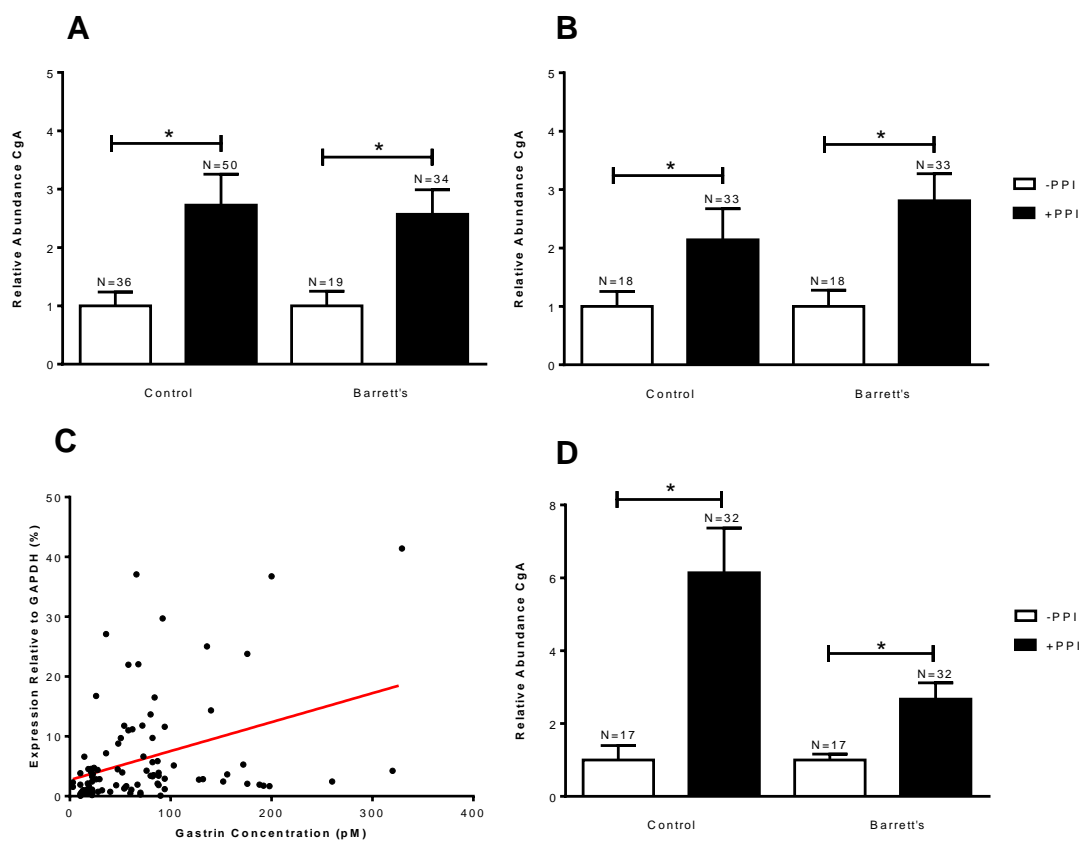 A
Relative Abundance CgA
5
4
3
2
1
0
*
*
N=36
N=50
N=19
N=34
Control
Barrett's
B
Relative Abundance CgA
5
4
3
2
1
0
*
*
N=18
N=33
N=18
N=33
Control
Barrett's
-PPI
+PPI
C
Expression Relative to GAPDH (%)
50
40
30
20
10
0
0
100
200
300
400
Gastrin Concentration (pM)
D
Relative Abundance CgA
8
6
4
2
0
*
*
N=17
N=32
N=17
N=32
Control
Barrett's
-PPI
+PPI